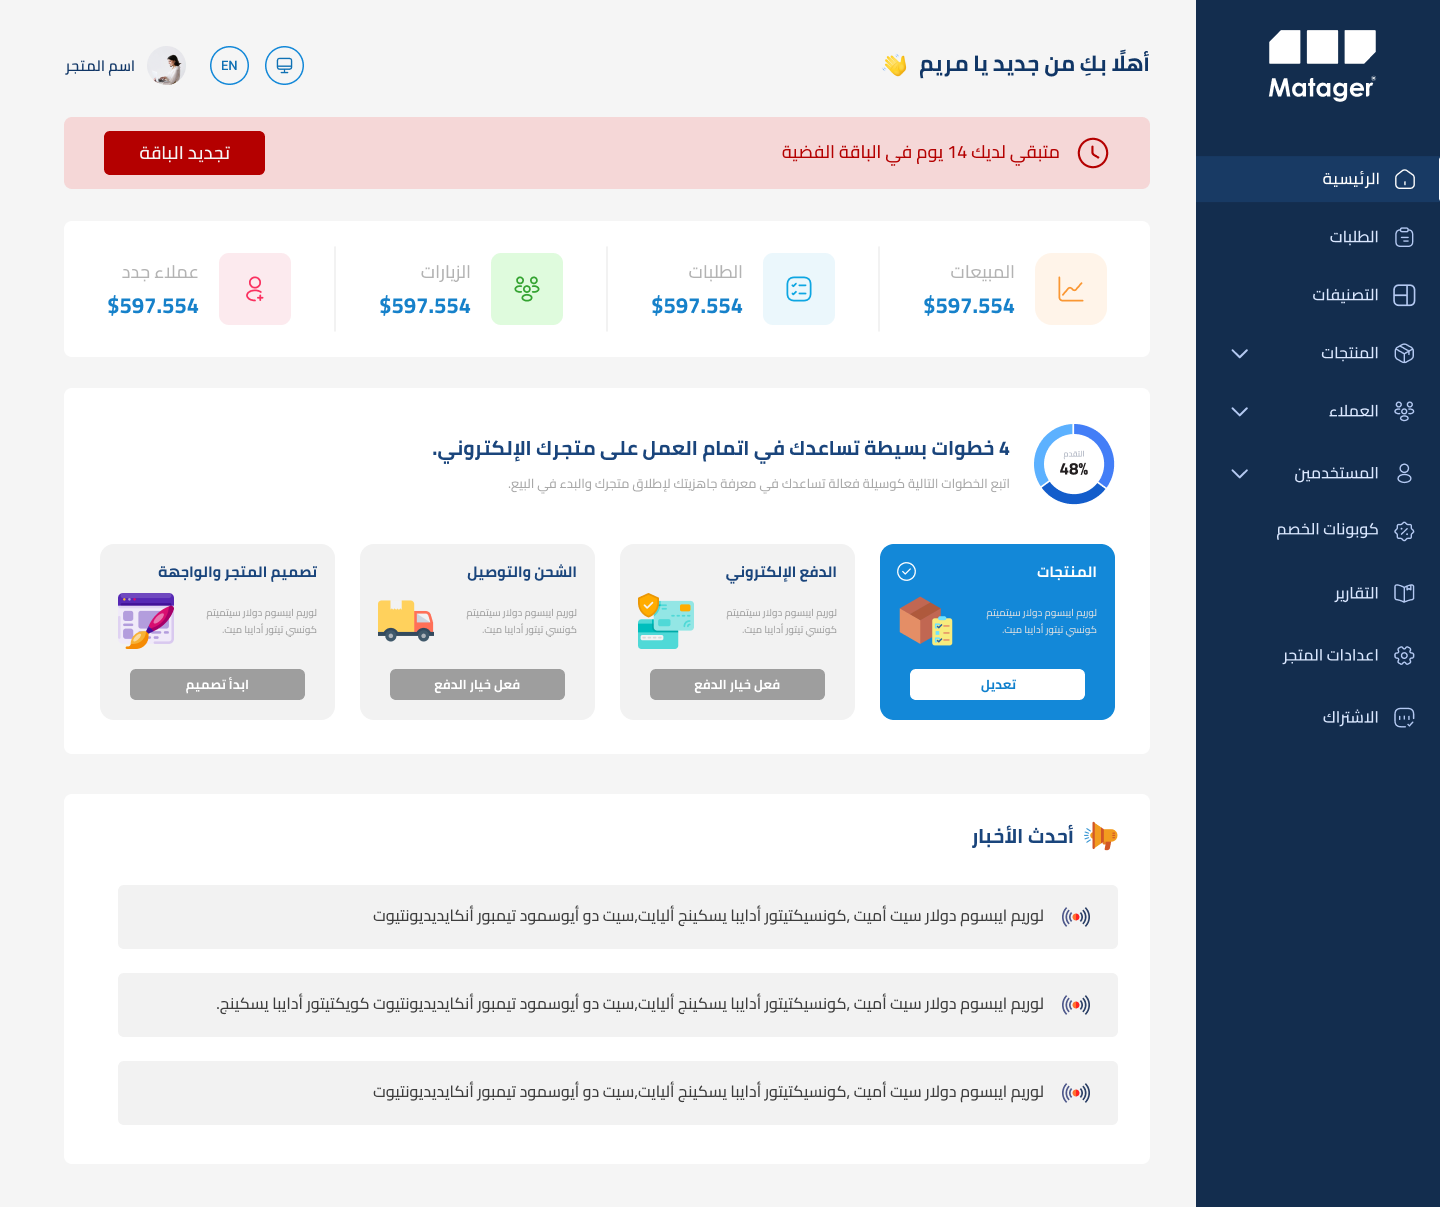 Matager
الرئيسية
الطلبات
التصنيفات
المنتجات
العملاء
المستخدمين
كوبونات الخصم
التقارير
اعدادات المتجر
الاشتراك
أهلًا بكِ من جديد يا مريم
EN
اسم المتجر
متبقي لديك 14 يوم في الباقة الفضية
تجديد الباقة
المبيعات
$597.554
الطلبات
$597.554
الزيارات
$597.554
عملاء جدد
$597.554
التقدم
48%
4 خطوات بسيطة تساعدك في اتمام العمل على متجرك الإلكتروني.
اتبع الخطوات التالية كوسيلة فعالة تساعدك في معرفة جاهزيتك لإطلاق متجرك والبدء في البيع.
المنتجات
لوريم ايبسوم دولار سيتميتم
كونسي تيتور أدايبا ميت.
تعديل
الدفع الإلكتروني
لوريم ايبسوم دولار سيتميتم
كونسي تيتور أدايبا ميت.
فعل خيار الدفع
الشحن والتوصيل
لوريم ايبسوم دولار سيتميتم
كونسي تيتور أدايبا ميت.
فعل خيار الدفع
تصميم المتجر والواجهة
لوريم ايبسوم دولار سيتميتم
كونسي تيتور أدايبا ميت.
ابدأ تصميم
أحدث الأخبار
لوريم ايبسوم دولار سيت أميت ,كونسيكتيتور أدايبا يسكينج أليايت,سيت دو أيوسمود تيمبور أنكايديديونتيوت
لوريم ايبسوم دولار سيت أميت ,كونسيكتيتور أدايبا يسكينج أليايت,سيت دو أيوسمود تيمبور أنكايديديونتيوت كويكتيتور أدايبا يسكينج.
لوريم ايبسوم دولار سيت أميت ,كونسيكتيتور أدايبا يسكينج أليايت,سيت دو أيوسمود تيمبور أنكايديديونتيوت